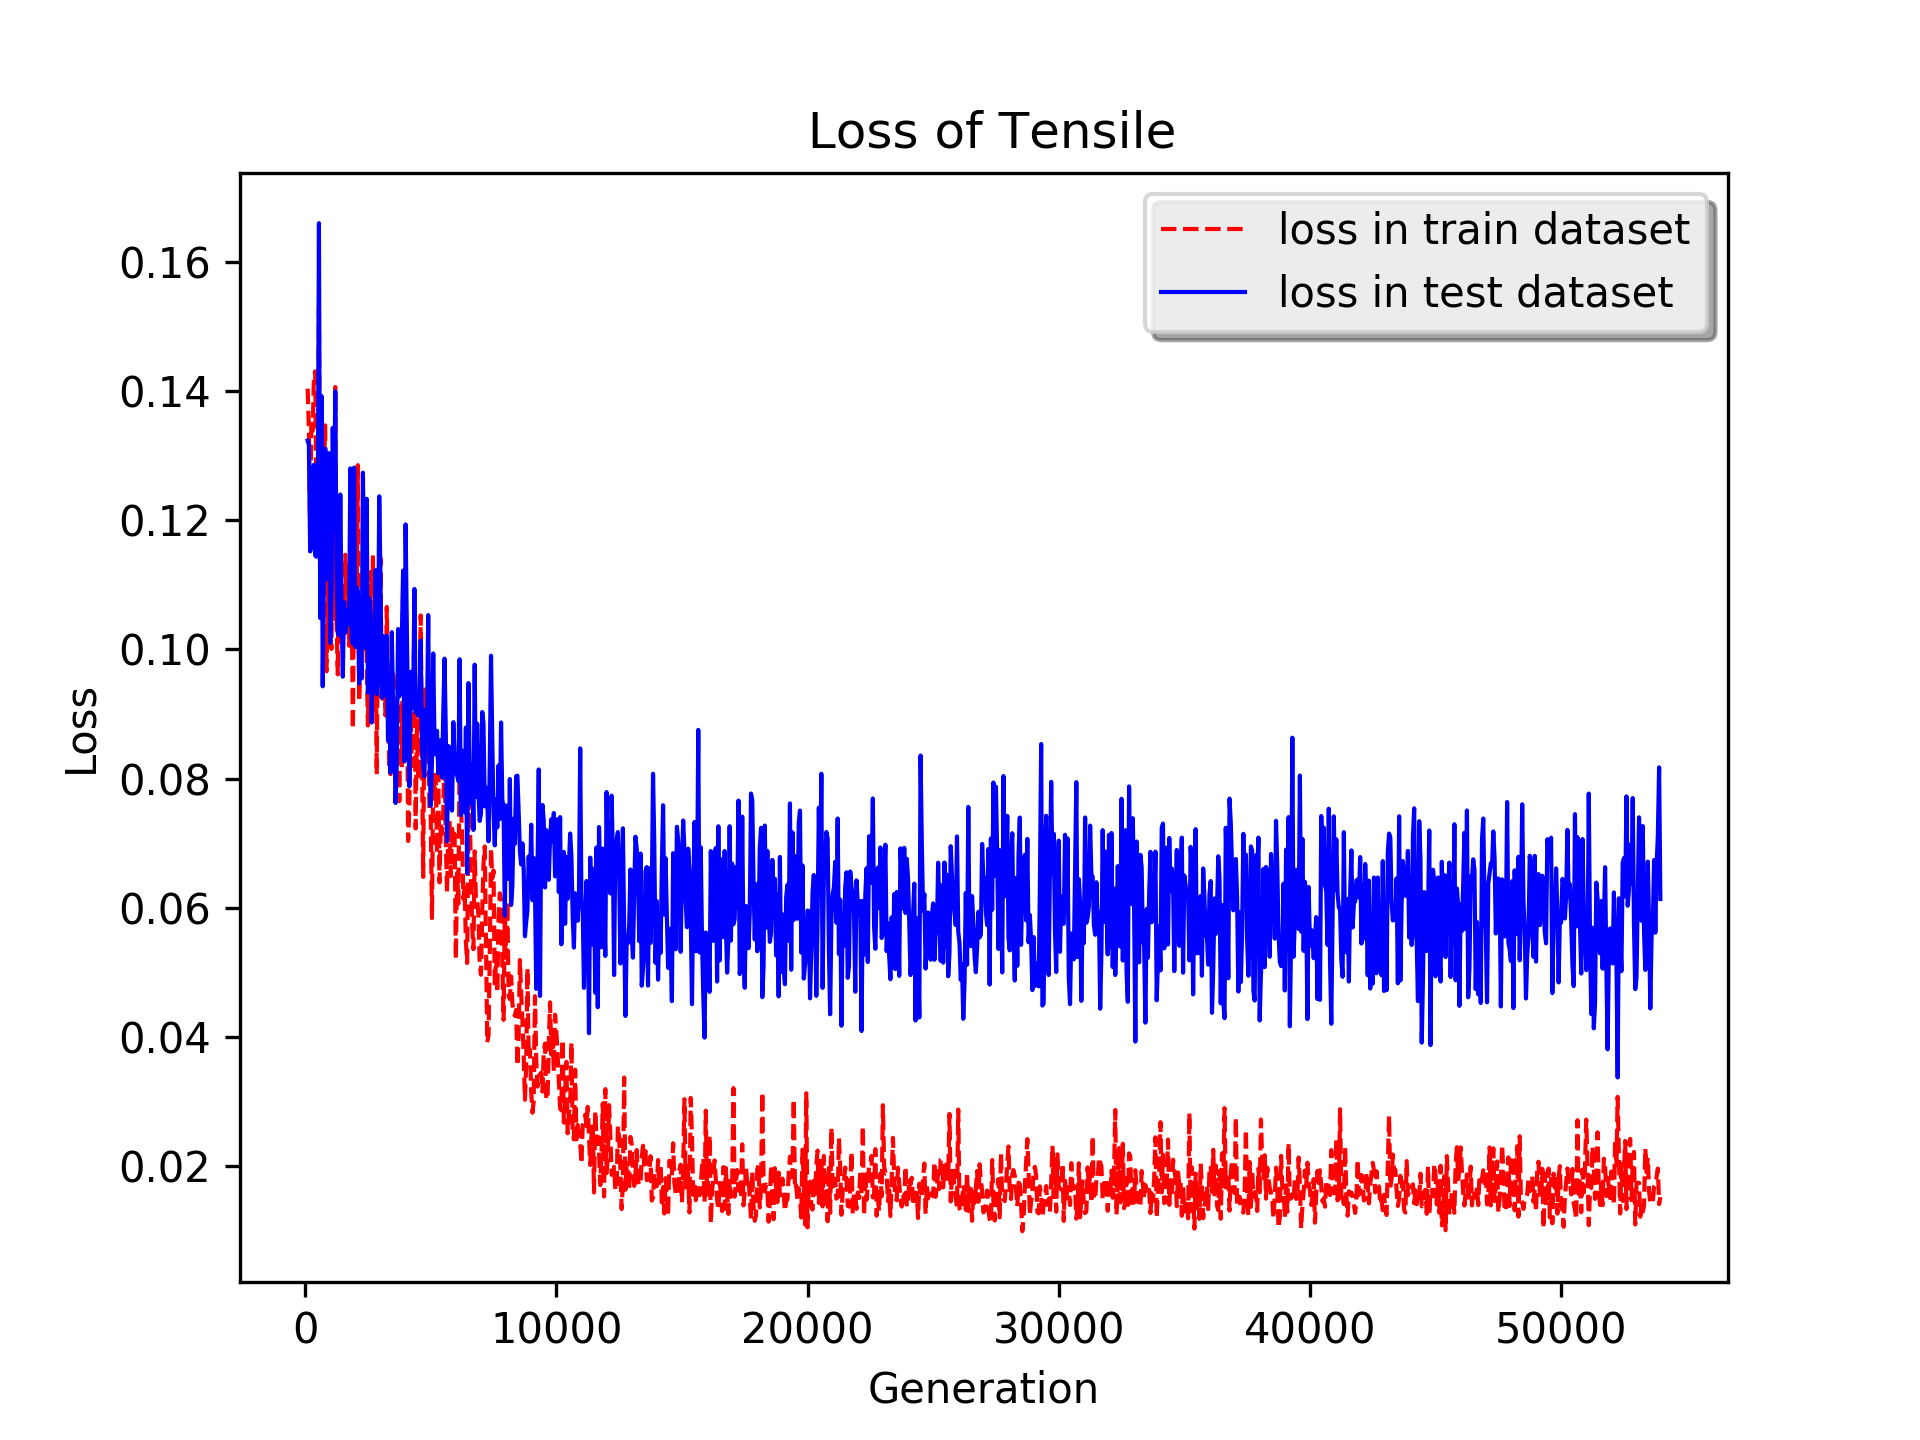 Loss of Tensile
loss in train dataset
loss in test dataset
0.16
0.14
0.12
0.10
0.08
0.06
0.04
0.02
Loss
0 10000 20000 30000 40000 50000
Generation